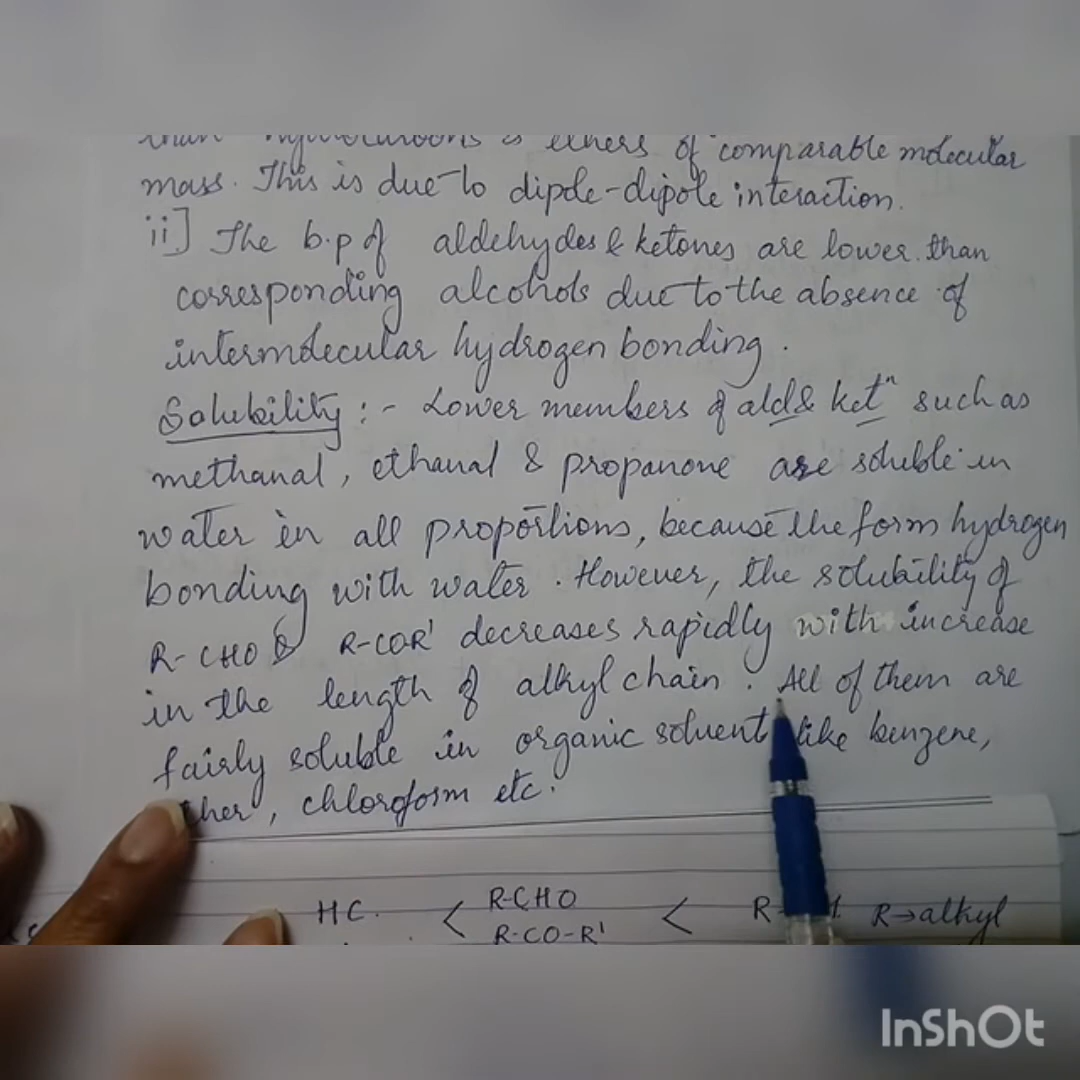 than hydrocarbons & ethers of comparable molecular
mass. This is due to dipole-dipole interaction.
ii] The b.p of aldehydes & ketones are lower than
corresponding alcohols due to the absence of
intermolecular hydrogen bonding.
Solubility :- Lower members of ald & ketⁿ such as
methanal, ethanal & propanone are soluble in
water in all proportions, because the form hydrogen
bonding with water. However, the solubility of
R-CHO & R-COR' decreases rapidly with increase
in the length of alkyl chain. All of them are
fairly soluble in organic solvent like benzene,
ther, chloroform etc.
HC. < R-CHO < R R→alkyl
R-CO-R'
InShOt